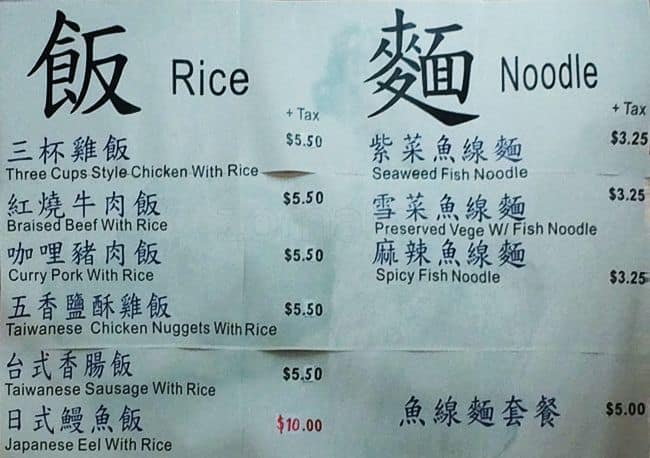 飯 Rice
+ Tax
三杯雞飯 $5.50
Three Cups Style Chicken With Rice
紅燒牛肉飯 $5.50
Braised Beef With Rice
咖哩豬肉飯 $5.50
Curry Pork With Rice
五香鹽酥雞飯 $5.50
Taiwanese Chicken Nuggets With Rice
台式香腸飯 $5.50
Taiwanese Sausage With Rice
日式鰻魚飯 $10.00
Japanese Eel With Rice
麵 Noodle
+ Tax
紫菜魚線麵 $3.25
Seaweed Fish Noodle
雪菜魚線麵 $3.25
Preserved Vege W/ Fish Noodle
麻辣魚線麵
Spicy Fish Noodle $3.25
魚線麵套餐 $5.00